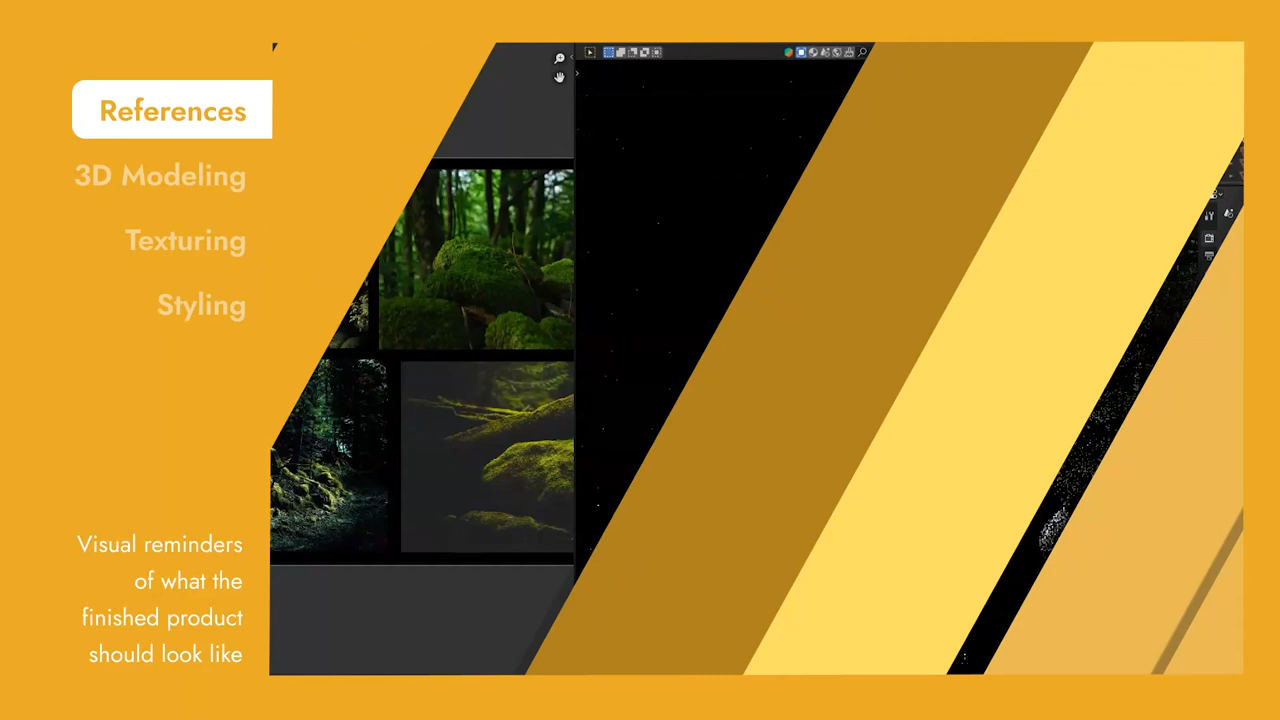 References
3D Modeling
Texturing
Styling
Visual reminders
of what the
finished product
should look like